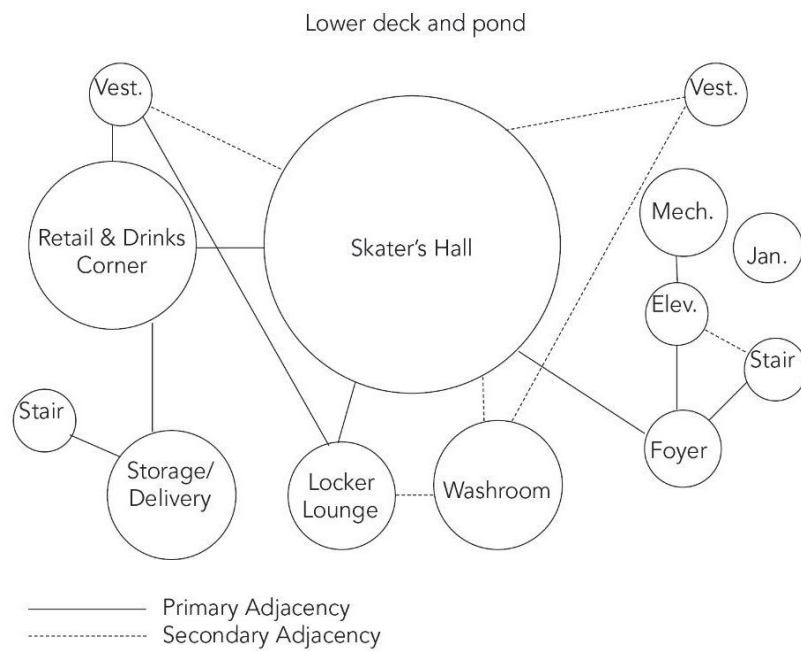 Lower deck and pond
Vest.
Vest.
Retail & Drinks
Corner
Skater's Hall
Mech.
Jan.
Elev.
Stair
Stair
Storage/
Delivery
Locker
Lounge
Washroom
Foyer
Primary Adjacency
Secondary Adjacency